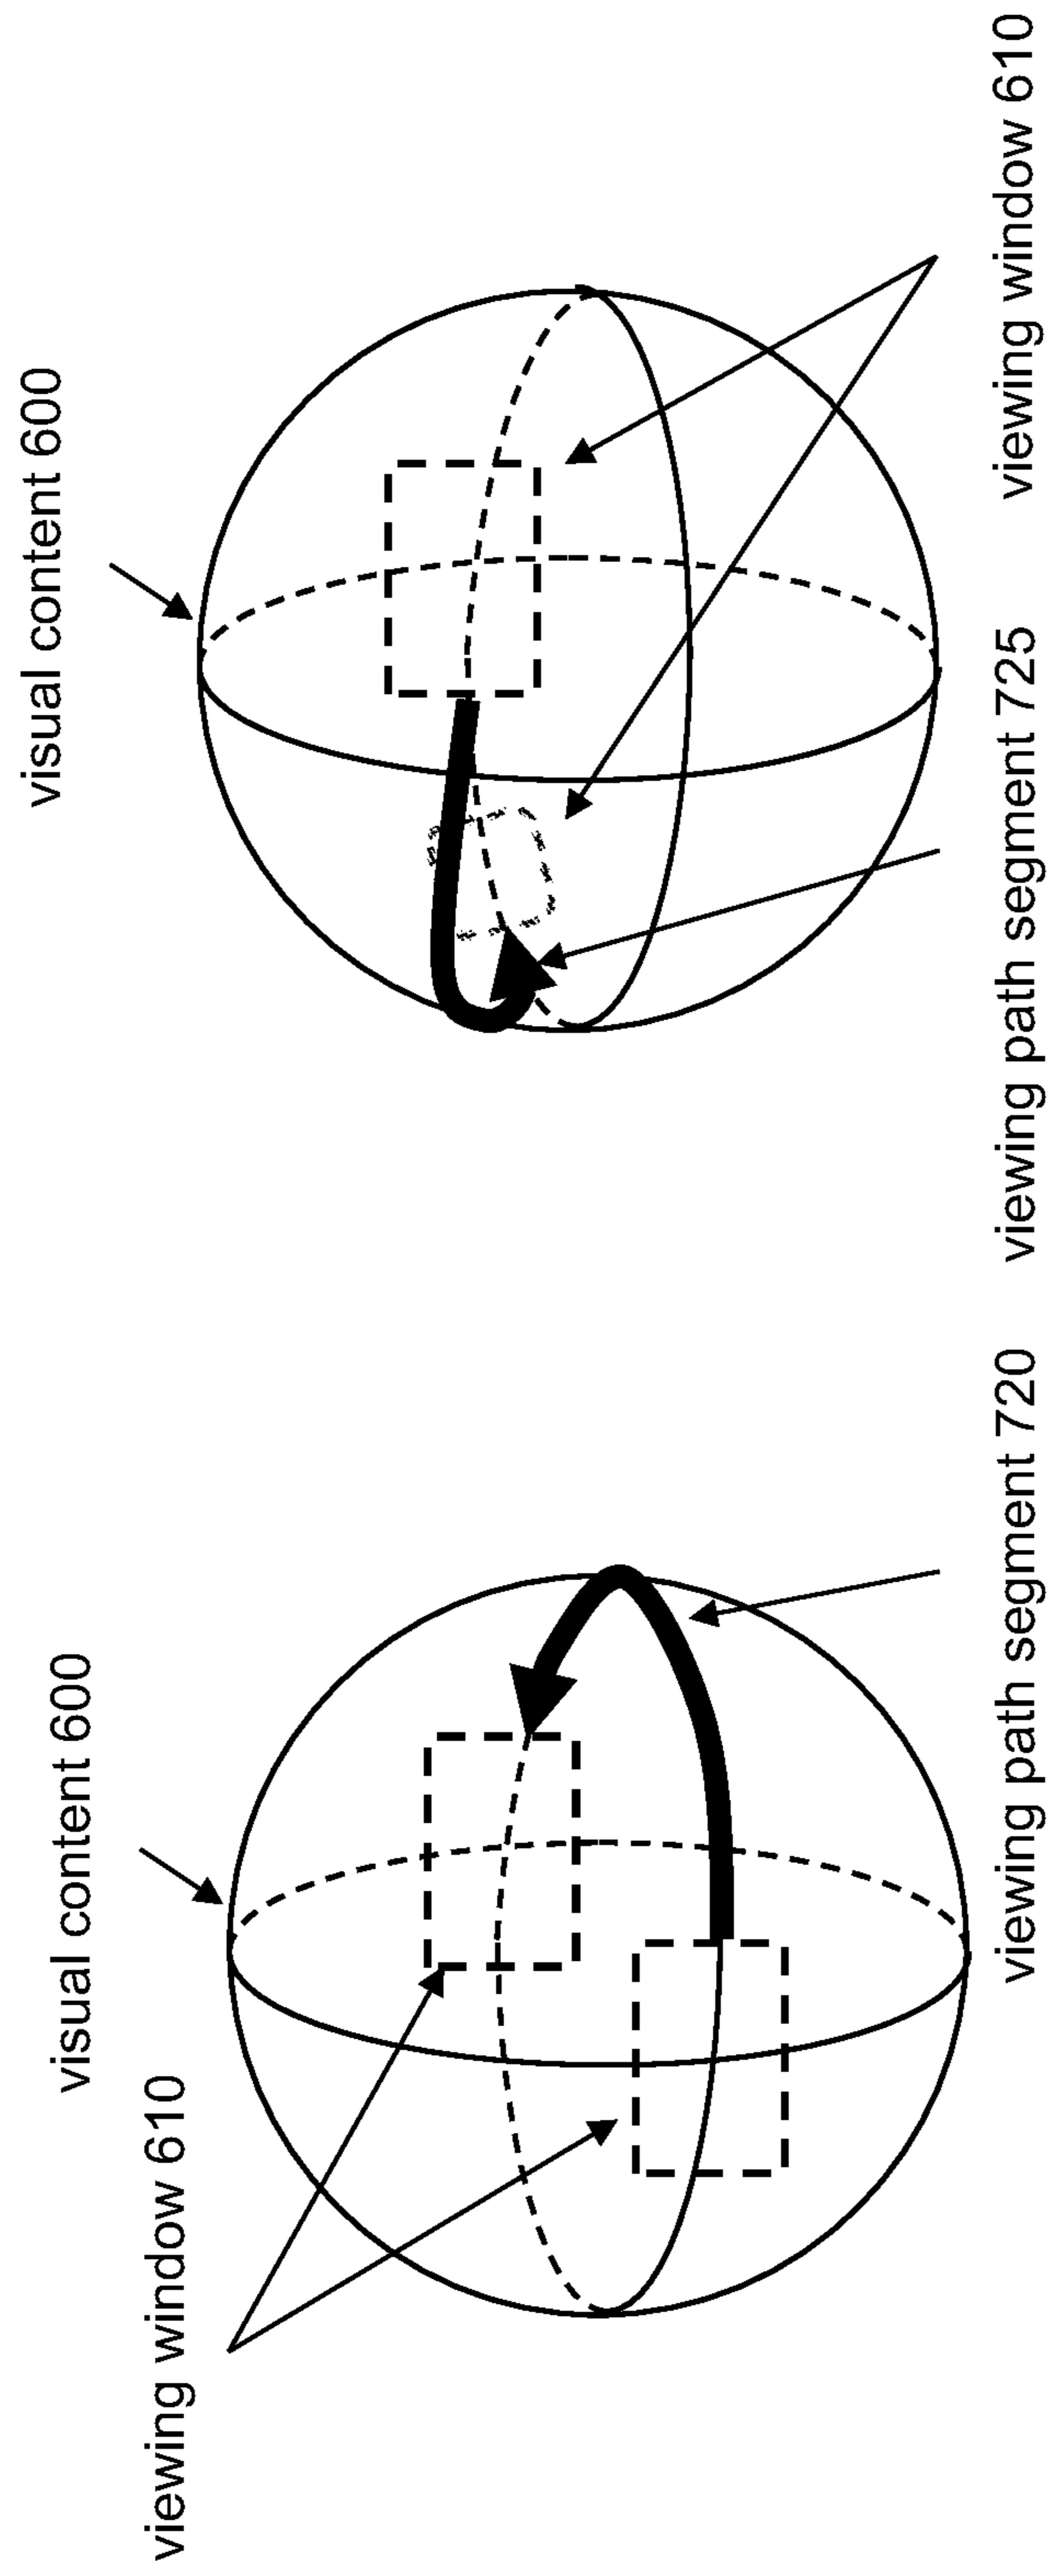 visual content 600
viewing window 610
viewing path segment 720
visual content 600
viewing path segment 725
viewing window 610